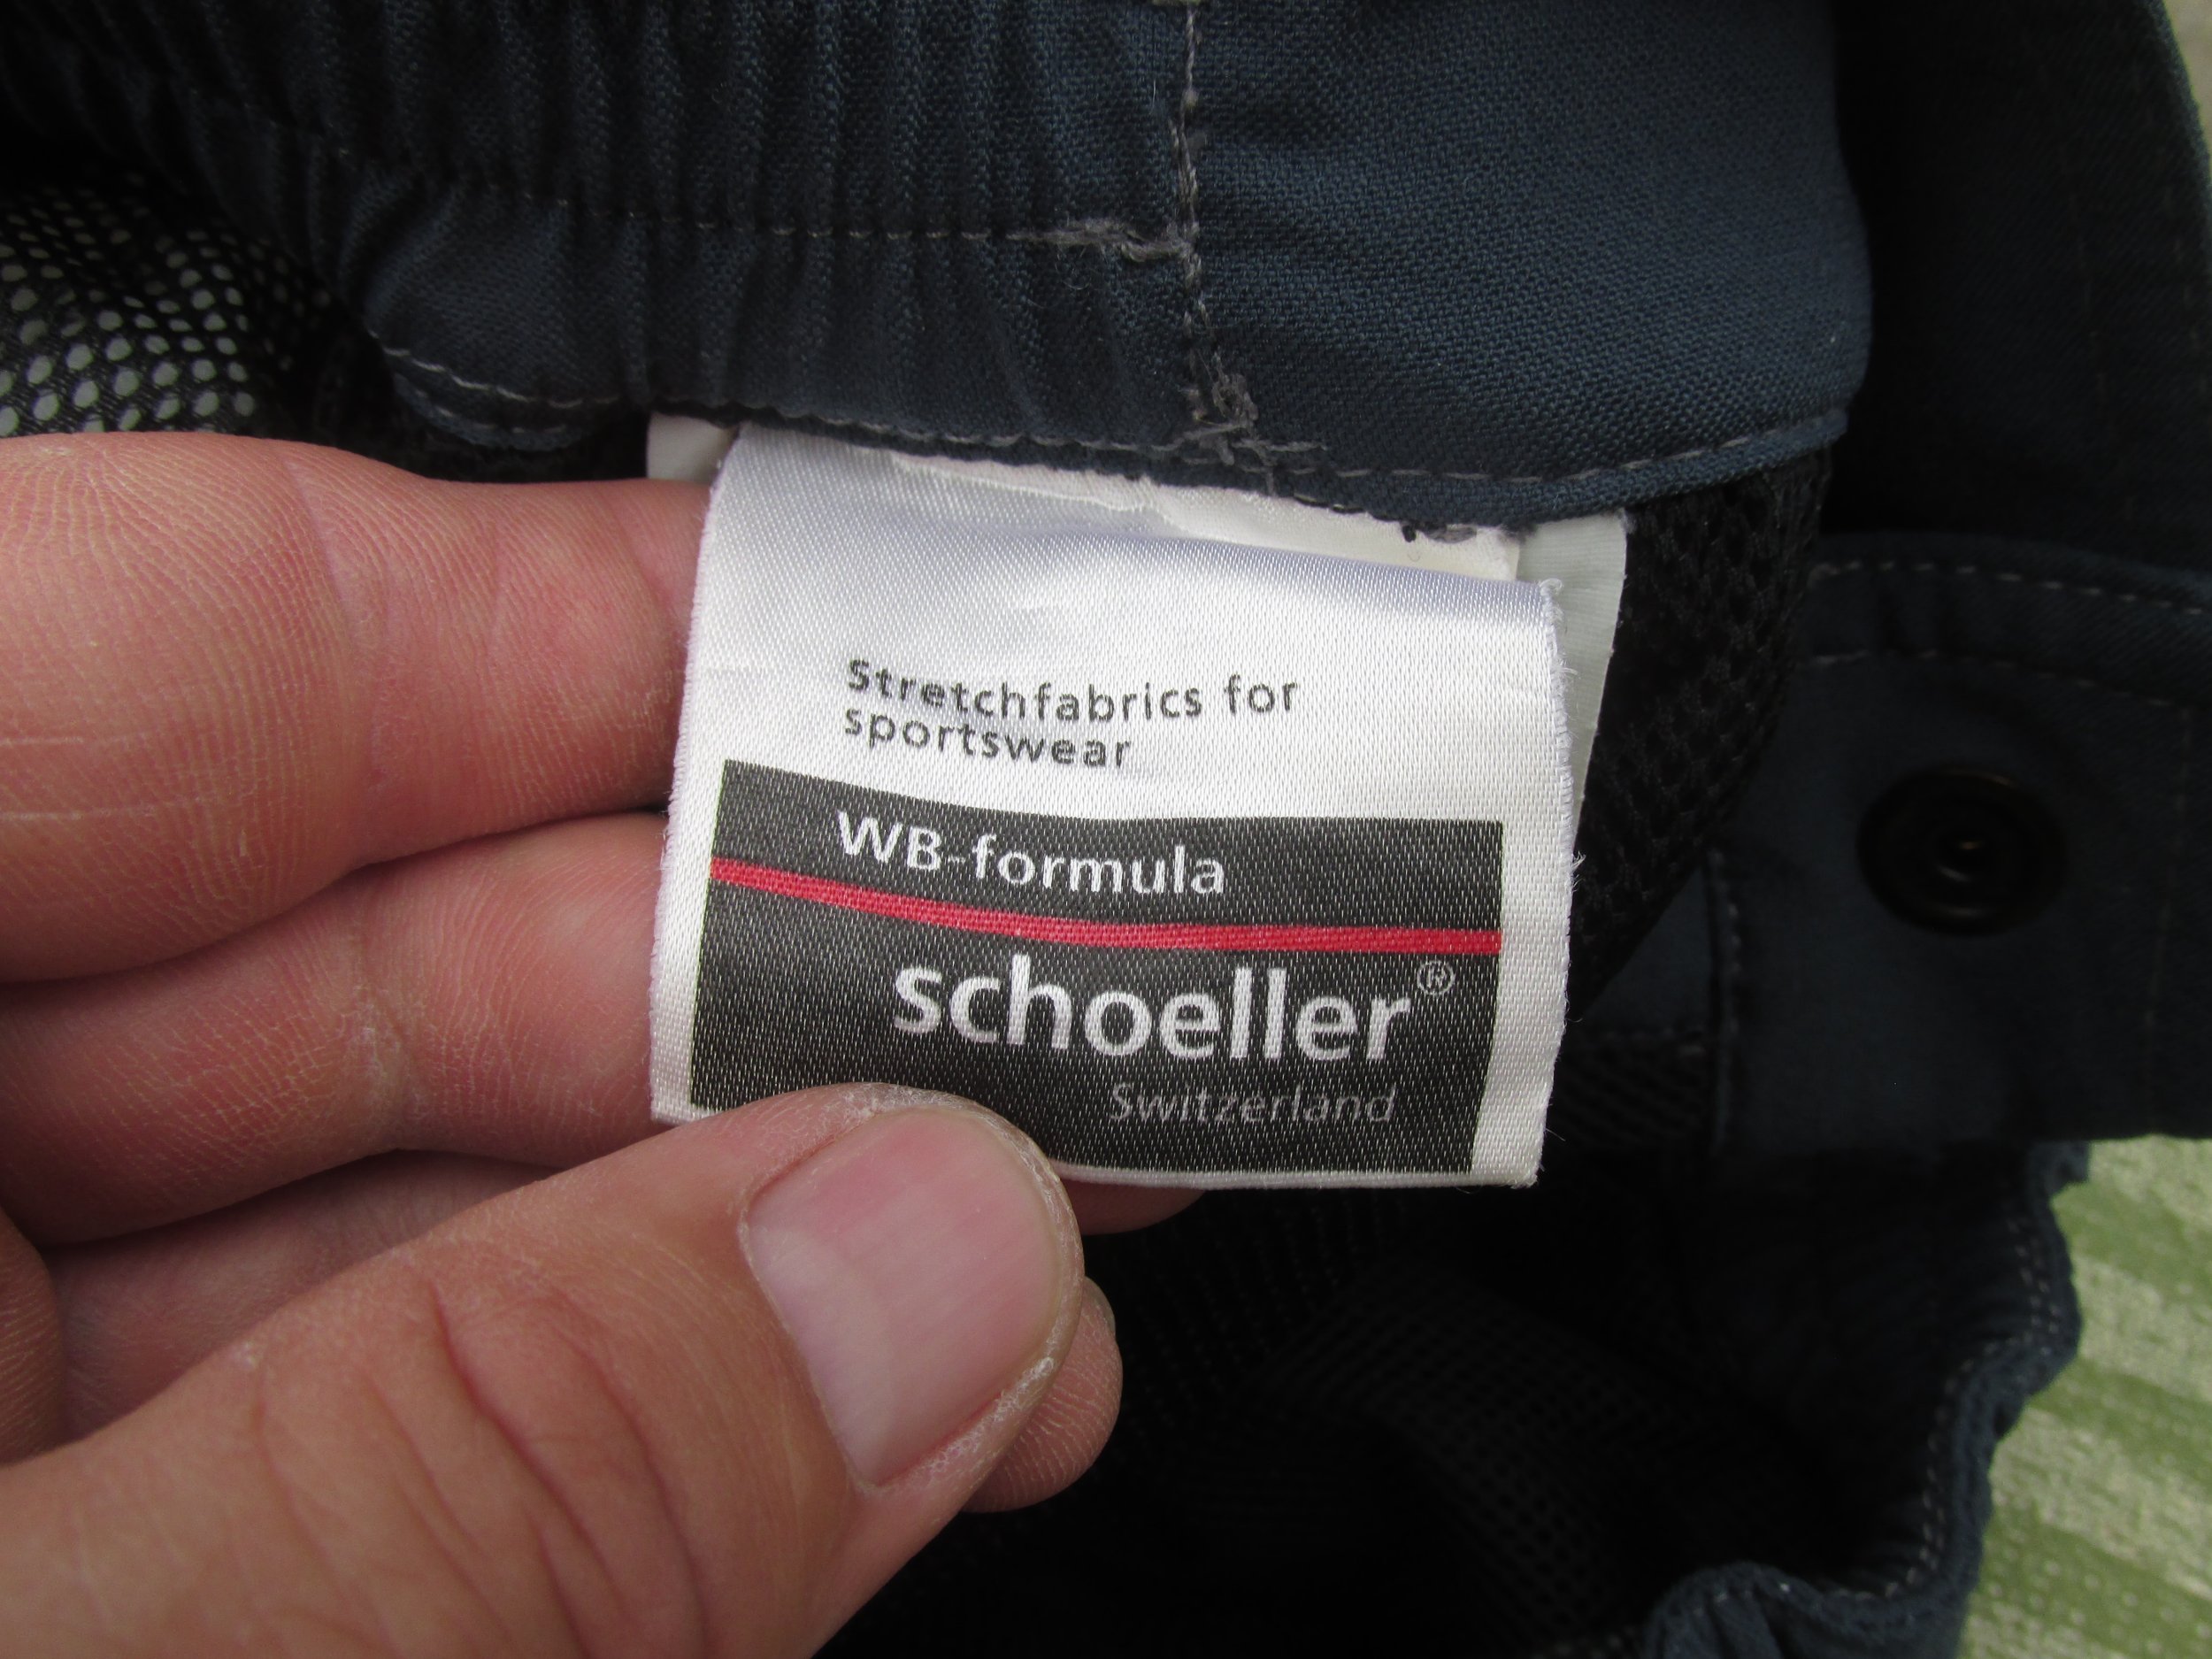 Stretchfabrics for
sportswear
WB-formula
schoeller®
Switzerland